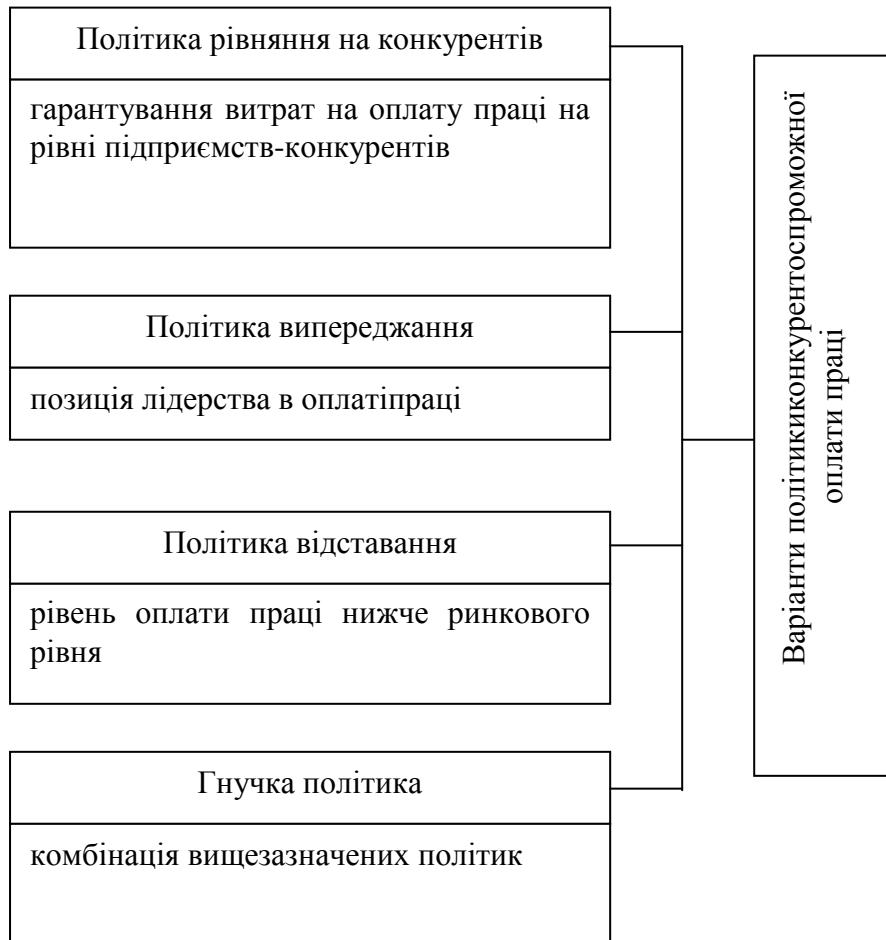 Політика рівняння на конкурентів
гарантування витрат на оплату праці на
рівні підприємств-конкурентів
Політика випереджання
позиція лідерства в оплатіпраці
Політика відставання
рівень оплати праці нижче ринкового
рівня
Гнучка політика
комбінація вищезазначених політик
Варіанти політикиконкурентоспроможної
оплати праці